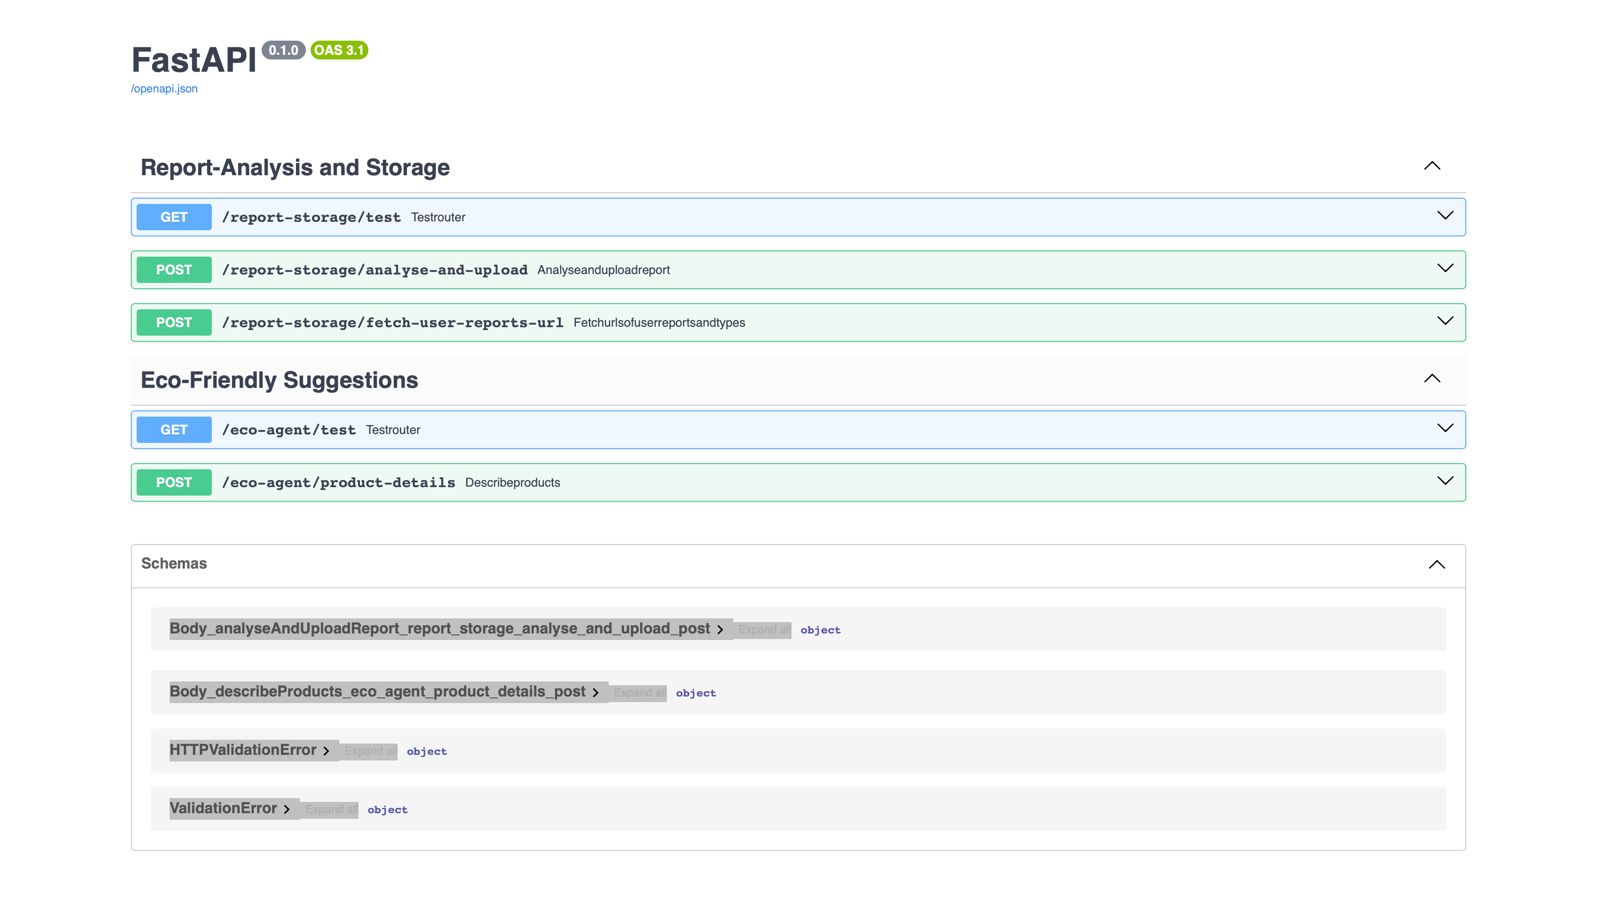 FastAPI 0.1.0 OAS 3.1
/openapi.json
Report-Analysis and Storage
GET /report-storage/test Testrouter
POST /report-storage/analyse-and-upload Analyseanduploadreport
POST /report-storage/fetch-user-reports-url Fetchurlsofuserreportsandtypes
Eco-Friendly Suggestions
GET /eco-agent/test Testrouter
POST /eco-agent/product-details Describeproducts
Schemas
Body_analyseAndUploadReport_report_storage_analyse_and_upload_post Expand all object
Body_describeProducts_eco_agent_product_details_post Expand all object
HTTPValidationError Expand all object
ValidationError Expand all object